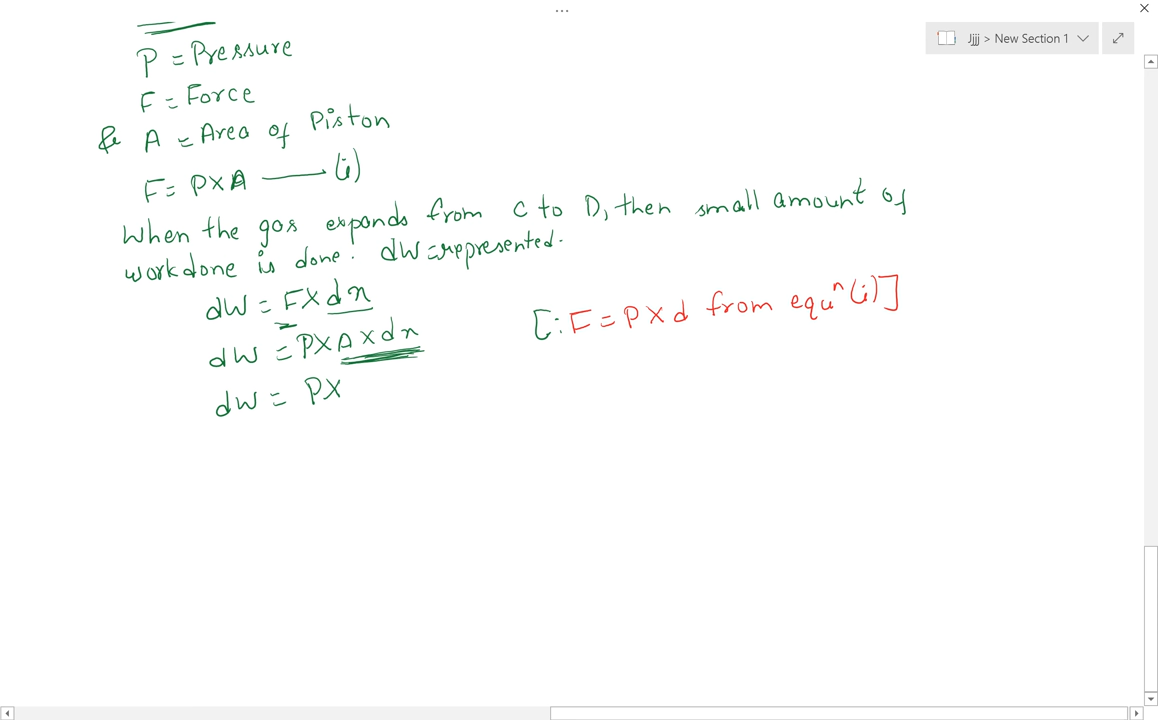 ...
Jjjj > New Section 1
P = Pressure
F = Force
& A = Area of Piston
F = P×A —— (i)
When the gas expands from C to D, then small amount of
workdone is done. dW = represented.
dW = F×dx
[∴ F = P×d from equⁿ (i)]
dW = P×A×dx
dW = P×